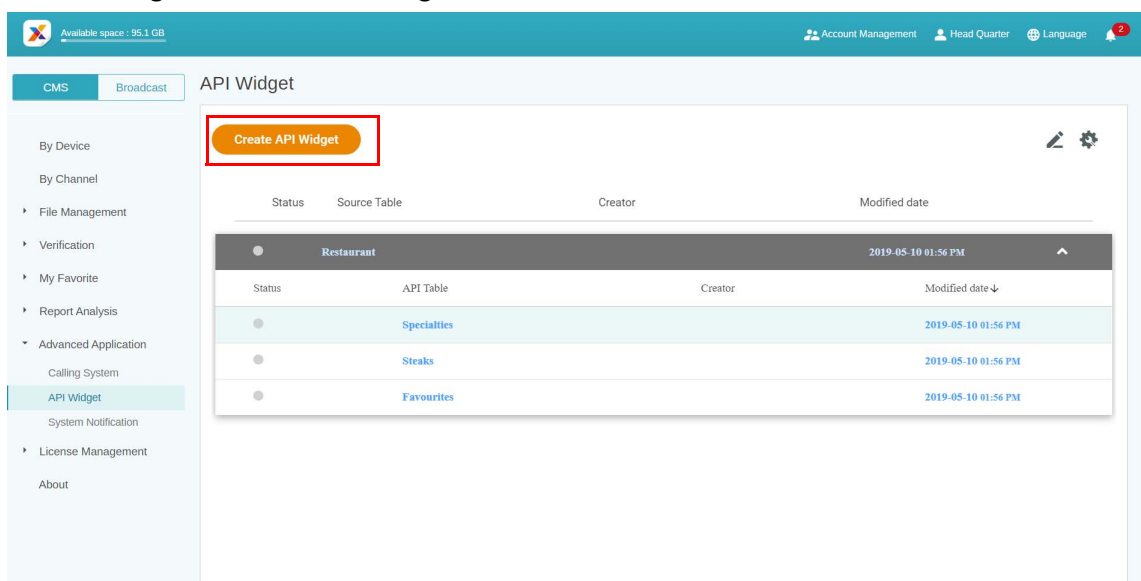 Available space : 95.1 GB
Account Management Head Quarter Language 2
CMS Broadcast
API Widget
Create API Widget
By Device
By Channel
File Management
Verification
My Favorite
Report Analysis
Advanced Application
Calling System
API Widget
System Notification
License Management
About
Status Source Table Creator Modified date
Restaurant 2019-05-10 01:56 PM
Status API Table Creator Modified date
Specialties 2019-05-10 01:56 PM
Steaks 2019-05-10 01:56 PM
Favourites 2019-05-10 01:56 PM